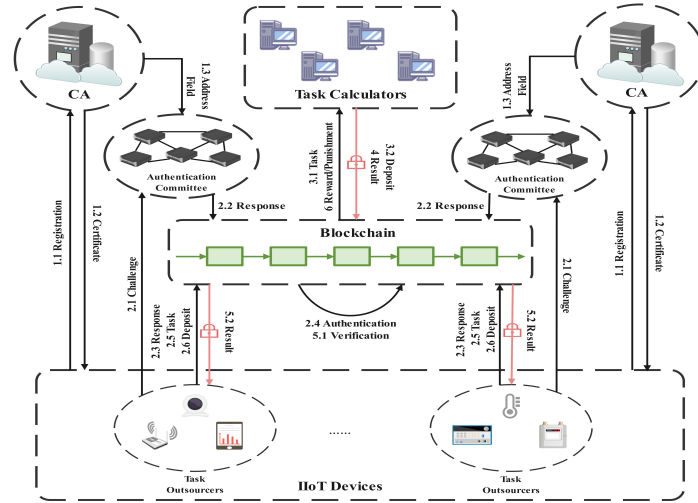 CA
1.3 Address
Field
Task Calculators
1.3 Address
Field
CA
Authentication
Committee
3.1 Task
6 Reward/Punishment
3.2 Deposit
4 Result
Authentication
Committee
1.1 Registration
1.2 Certificate
2.1 Challenge
2.2 Response
2.2 Response
2.1 Challenge
1.1 Registration
1.2 Certificate
Blockchain
2.3 Response
2.5 Task
2.6 Deposit
5.2 Result
2.4 Authentication
5.1 Verification
2.3 Response
2.5 Task
2.6 Deposit
5.2 Result
......
Task
Outsourcers
Task
Outsourcers
IIoT Devices